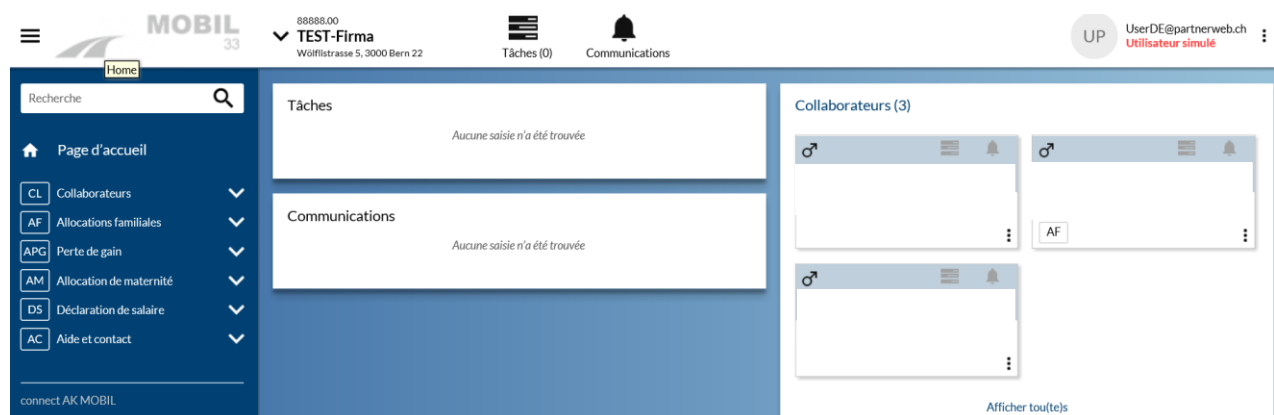 MOBIL
33
88888.00
TEST-Firma
Wölflistrasse 5, 3000 Bern 22
Tâches (0)
Communications
UP
UserDE@partnerweb.ch
Utilisateur simulé
Home
Recherche
Page d'accueil
CL Collaborateurs
AF Allocations familiales
APG Perte de gain
AM Allocation de maternité
DS Déclaration de salaire
AC Aide et contact
connect AK MOBIL
Tâches
Aucune saisie n'a été trouvée
Communications
Aucune saisie n'a été trouvée
Collaborateurs (3)
AF
Afficher tou(te)s